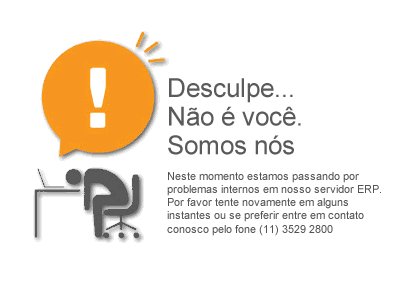 !
Desculpe...
Não é você.
Somos nós
Neste momento estamos passando por
problemas internos em nosso servidor ERP.
Por favor tente novamente em alguns
instantes ou se preferir entre em contato
conosco pelo fone (11) 3529 2800